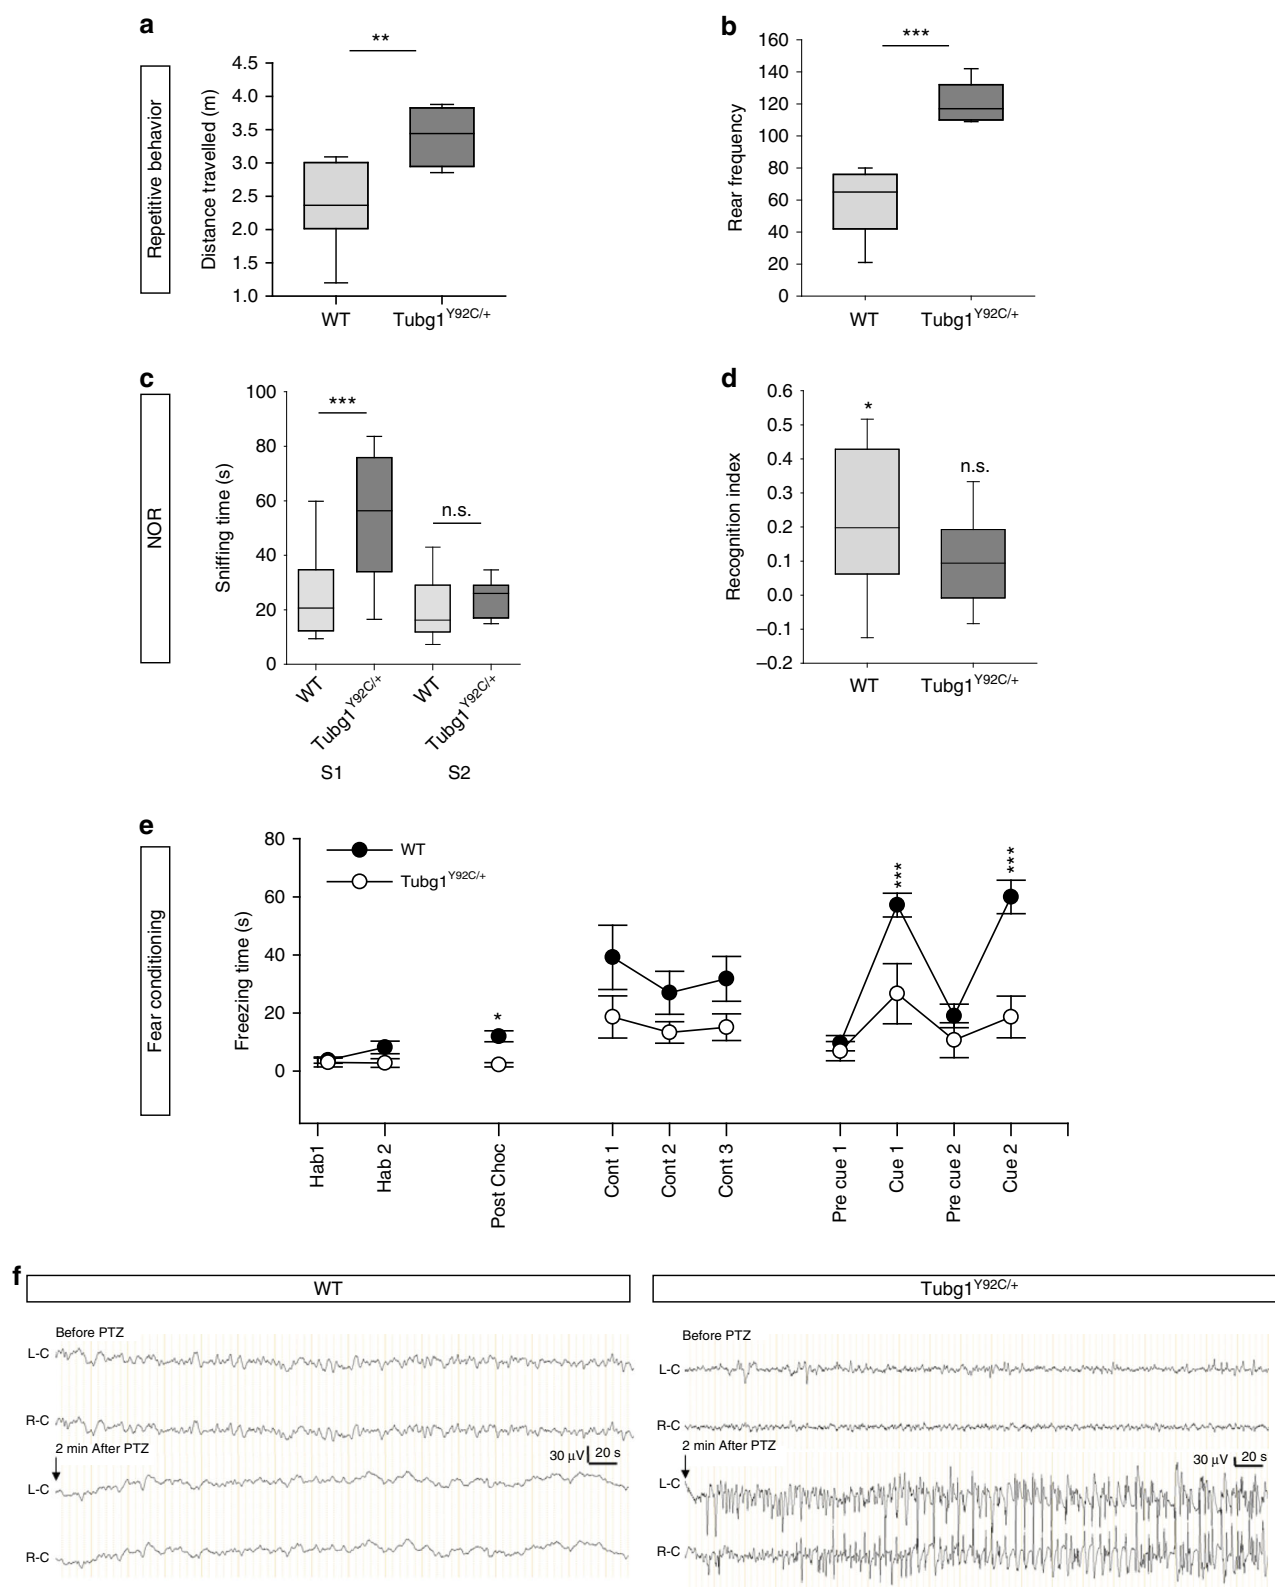 a
**
Repetitive behavior
Distance travelled (m)
4.5
4.0
3.5
3.0
2.5
2.0
1.5
1.0
WT
Tubg1Y92C/+
b
***
Rear frequency
160
140
120
100
80
60
40
20
0
WT
Tubg1Y92C/+
c
NOR
Sniffing time (s)
100
80
60
40
20
0
***
n.s.
WT
Tubg1Y92C/+
WT
Tubg1Y92C/+
S1
S2
d
Recognition index
0.6
0.5
0.4
0.3
0.2
0.1
0.0
–0.1
–0.2
*
n.s.
WT
Tubg1Y92C/+
e
Fear conditioning
Freezing time (s)
80
60
40
20
0
WT
Tubg1Y92C/+
*
***
***
Hab1
Hab 2
Post Choc
Cont 1
Cont 2
Cont 3
Pre cue 1
Cue 1
Pre cue 2
Cue 2
f
WT
Before PTZ
L-C
R-C
2 min After PTZ
30 μV
20 s
L-C
R-C
Tubg1Y92C/+
Before PTZ
L-C
R-C
2 min After PTZ
30 μV
20 s
L-C
R-C